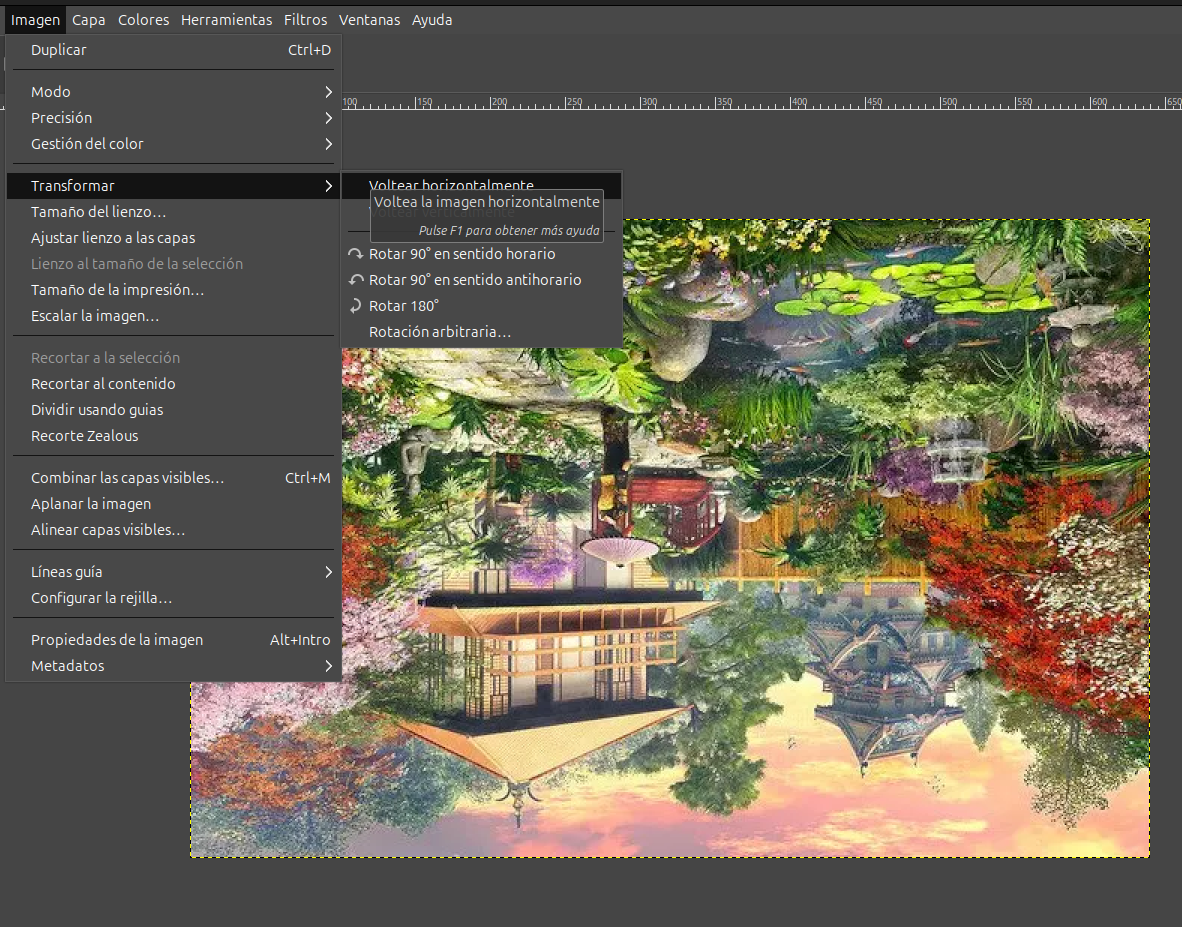 Imagen Capa Colores Herramientas Filtros Ventanas Ayuda
Duplicar Ctrl+D
100 150 200 250 300 350 400 450 500 550 600 650
Modo
Precisión
Gestión del color
Transformar
Voltear horizontalmente
Voltea la imagen horizontalmente
Voltear verticalmente
Pulse F1 para obtener más ayuda
Rotar 90° en sentido horario
Rotar 90° en sentido antihorario
Rotar 180°
Rotación arbitraria…
Tamaño del lienzo…
Ajustar lienzo a las capas
Lienzo al tamaño de la selección
Tamaño de la impresión…
Escalar la imagen…
Recortar a la selección
Recortar al contenido
Dividir usando guias
Recorte Zealous
Combinar las capas visibles… Ctrl+M
Aplanar la imagen
Alinear capas visibles…
Líneas guía
Configurar la rejilla…
Propiedades de la imagen Alt+Intro
Metadatos